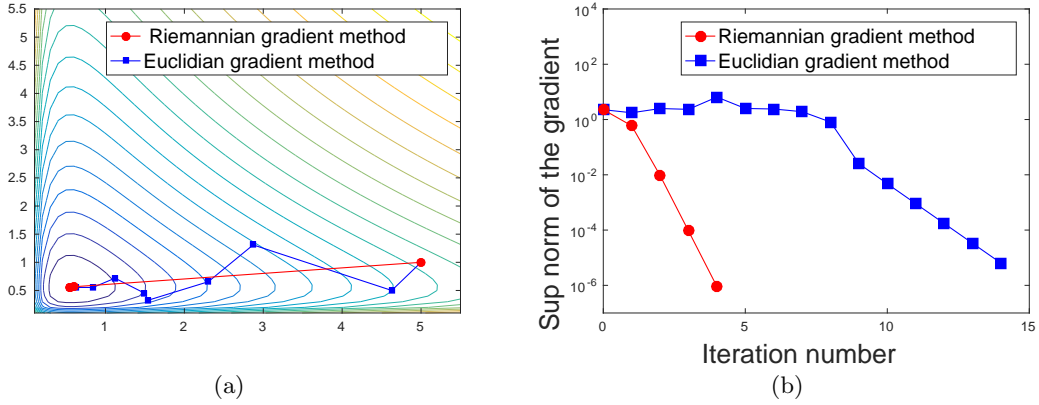 5.5
5
4.5
4
3.5
3
2.5
2
1.5
1
0.5
1 2 3 4 5
Riemannian gradient method
Euclidian gradient method
(a)
Sup norm of the gradient
10^4
10^2
10^0
10^-2
10^-4
10^-6
0 5 10 15
Iteration number
Riemannian gradient method
Euclidian gradient method
(b)